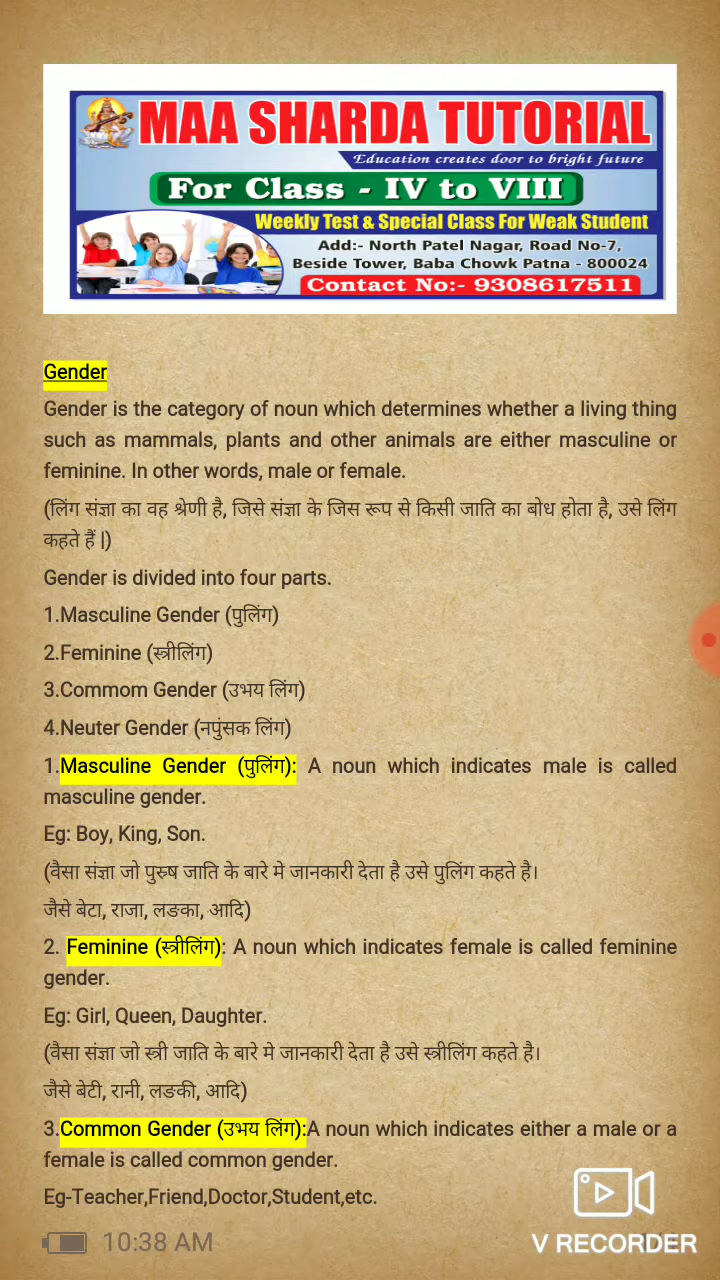 MAA SHARDA TUTORIAL
Education creates door to bright future
For Class - IV to VIII
Weekly Test & Special Class For Weak Student
Add:- North Patel Nagar, Road No-7,
Beside Tower, Baba Chowk Patna - 800024
Contact No:- 9308617511
Gender
Gender is the category of noun which determines whether a living thing
such as mammals, plants and other animals are either masculine or
feminine. In other words, male or female.
(लिंग संज्ञा का वह श्रेणी है, जिसे संज्ञा के जिस रूप से किसी जाति का बोध होता है, उसे लिंग
कहते हैं |)
Gender is divided into four parts.
1.Masculine Gender (पुलिंग)
2.Feminine (स्त्रीलिंग)
3.Commom Gender (उभय लिंग)
4.Neuter Gender (नपुंसक लिंग)
1.Masculine Gender (पुलिंग): A noun which indicates male is called
masculine gender.
Eg: Boy, King, Son.
(वैसा संज्ञा जो पुरुष जाति के बारे मे जानकारी देता है उसे पुलिंग कहते है।
जैसे बेटा, राजा, लङका, आदि)
2. Feminine (स्त्रीलिंग): A noun which indicates female is called feminine
gender.
Eg: Girl, Queen, Daughter.
(वैसा संज्ञा जो स्त्री जाति के बारे मे जानकारी देता है उसे स्त्रीलिंग कहते है।
जैसे बेटी, रानी, लङकी, आदि)
3.Common Gender (उभय लिंग):A noun which indicates either a male or a
female is called common gender.
Eg-Teacher,Friend,Doctor,Student,etc.
10:38 AM
V RECORDER